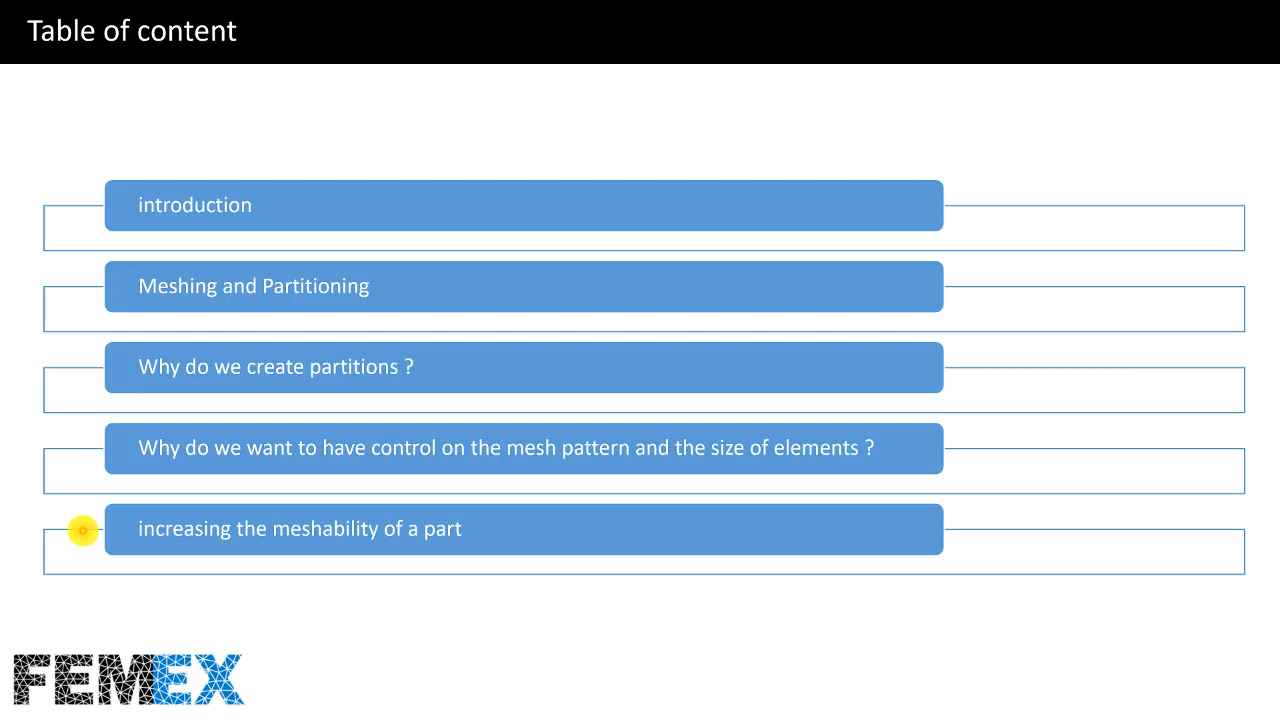 Table of content
introduction
Meshing and Partitioning
Why do we create partitions ?
Why do we want to have control on the mesh pattern and the size of elements ?
increasing the meshability of a part
FEMEX